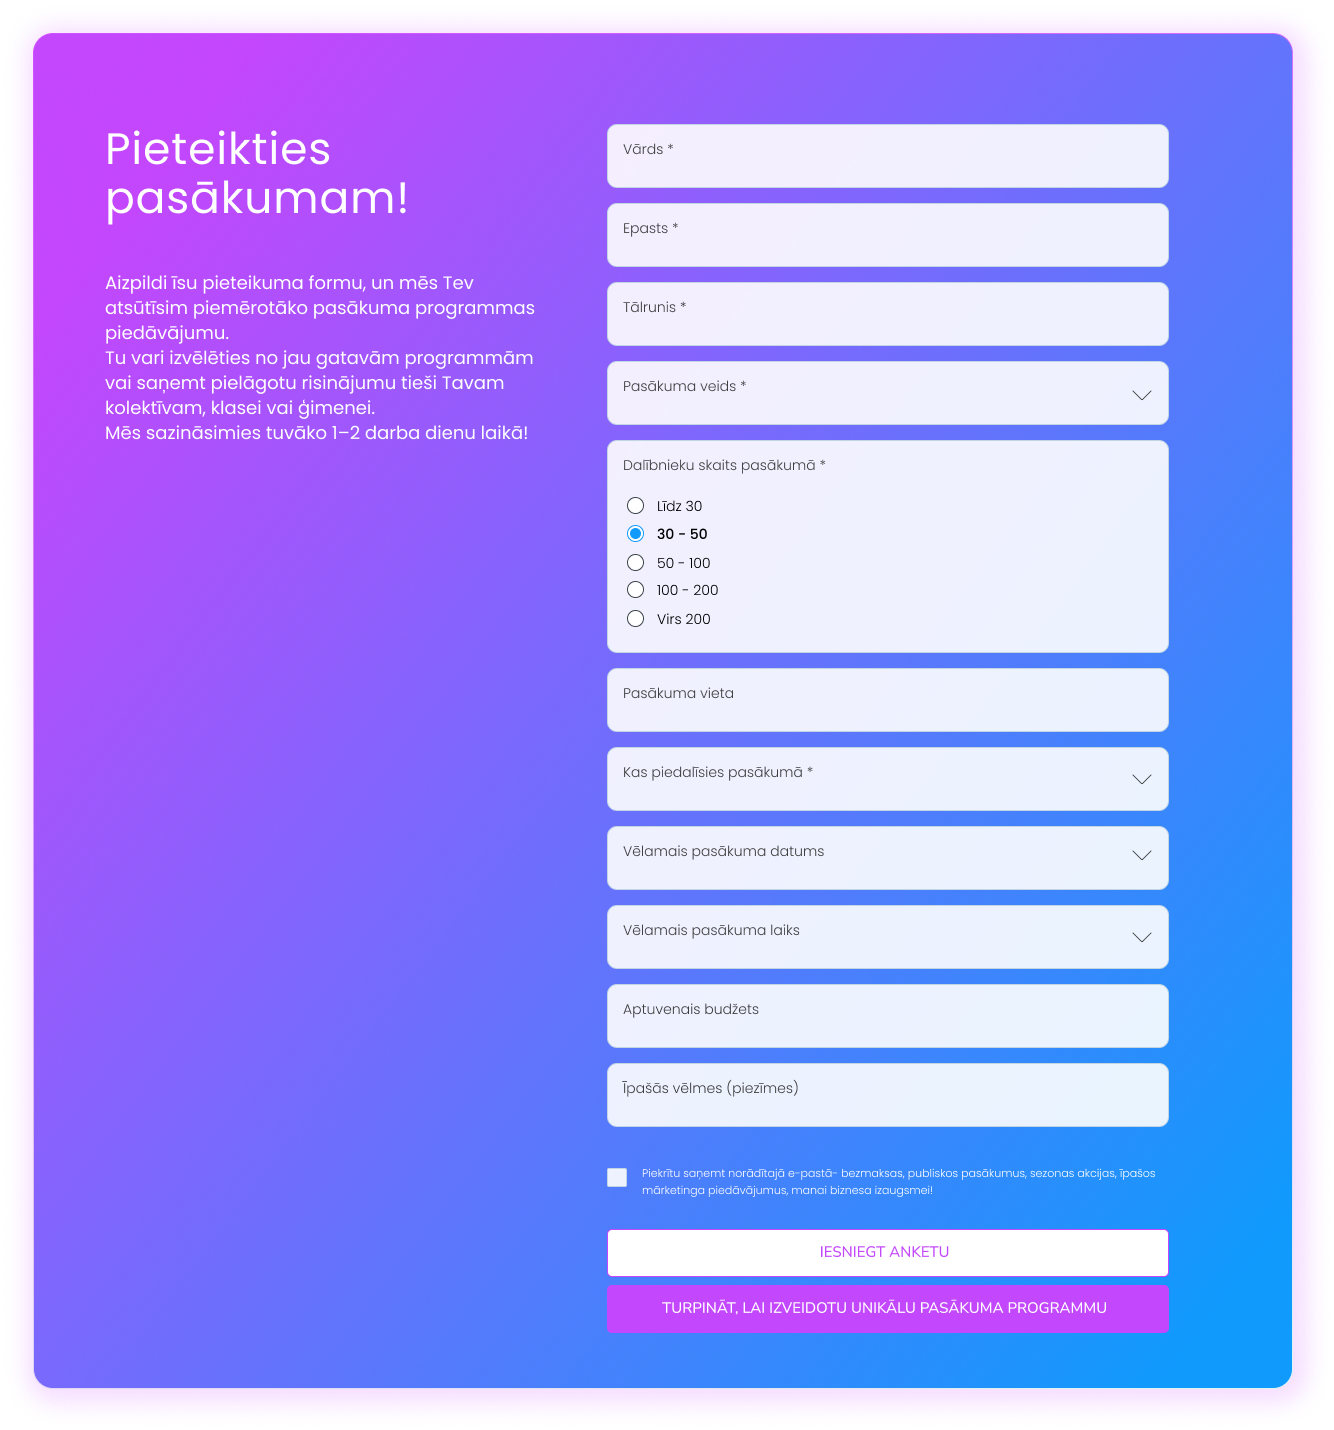 Pieteikties
pasākumam!
Aizpildi īsu pieteikuma formu, un mēs Tev
atsūtīsim piemērotāko pasākuma programmas
piedāvājumu.
Tu vari izvēlēties no jau gatavām programmām
vai saņemt pielāgotu risinājumu tieši Tavam
kolektīvam, klasei vai ģimenei.
Mēs sazināsimies tuvāko 1–2 darba dienu laikā!
Vārds *
Epasts *
Tālrunis *
Pasākuma veids *
Dalībnieku skaits pasākumā *
Līdz 30
30 - 50
50 - 100
100 - 200
Virs 200
Pasākuma vieta
Kas piedalīsies pasākumā *
Vēlamais pasākuma datums
Vēlamais pasākuma laiks
Aptuvenais budžets
Īpašās vēlmes (piezīmes)
Piekrītu saņemt norādītajā e-pastā- bezmaksas, publiskos pasākumus, sezonas akcijas, īpašos
mārketinga piedāvājumus, manai biznesa izaugsmei!
IESNIEGT ANKETU
TURPINĀT, LAI IZVEIDOTU UNIKĀLU PASĀKUMA PROGRAMMU